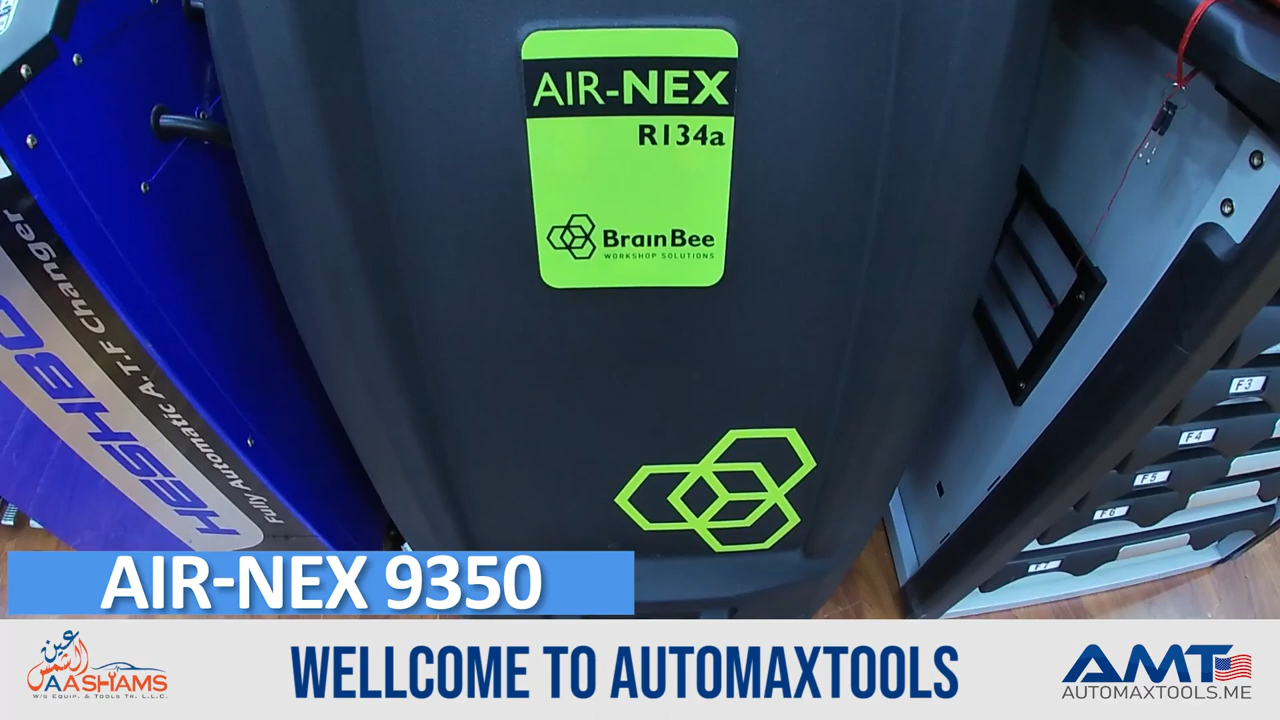 AIR-NEX
R134a
BrainBee
WORKSHOP SOLUTIONS
HESHBO
Fully Automatic A.T.F Changer
F3
F4
F5
F6
AIR-NEX 9350
عين
الشمس
AASHAMS
W/S EQUIP. & TOOLS TR. L.L.C.
WELLCOME TO AUTOMAXTOOLS
AMT
AUTOMAXTOOLS.ME